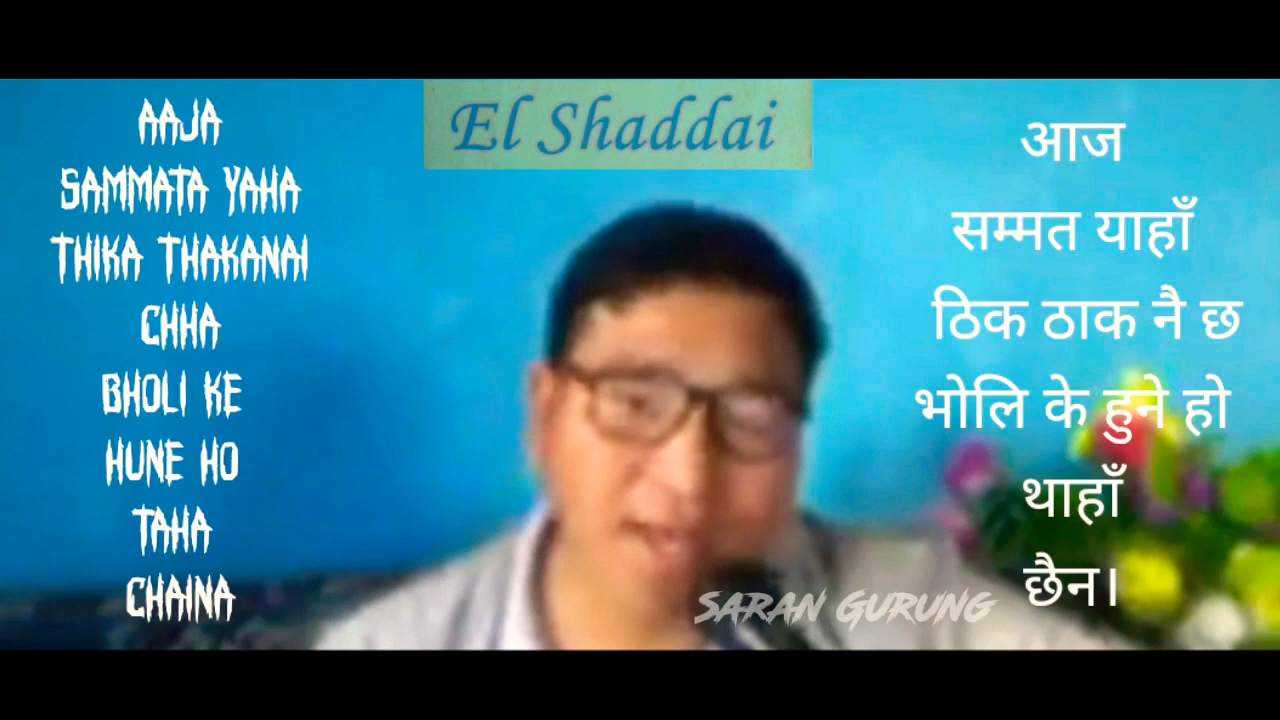 El Shaddai
AAJA
SAMMATA YAHA
THIKA THAKANAI
CHHA
BHOLI KE
HUNE HO
TAHA
CHAINA
आज
सम्मत याहाँ
ठिक ठाक नै छ
भोलि के हुने हो
थाहाँ
छैन।
SARAN GURUNG